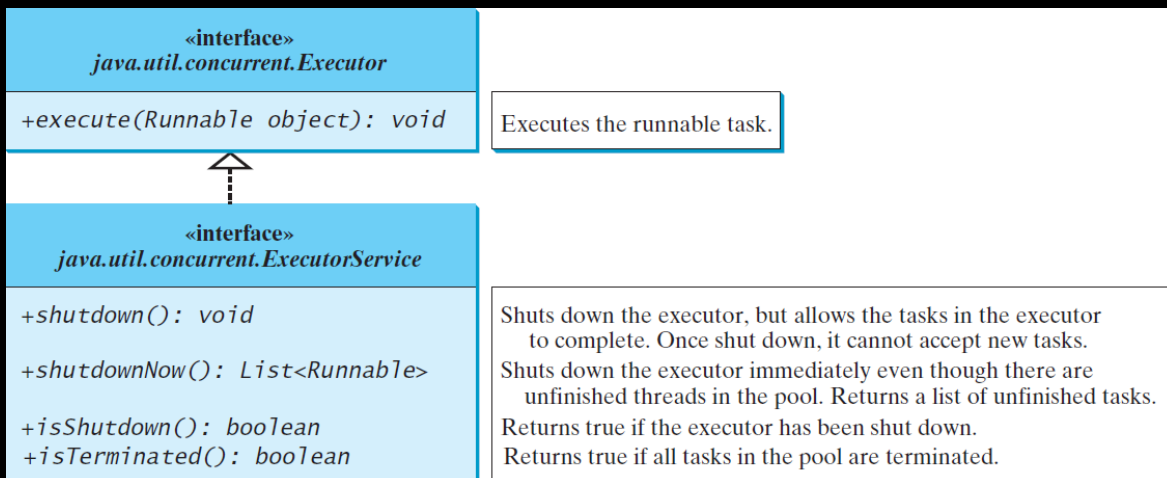 «interface»
java.util.concurrent.Executor
+execute(Runnable object): void
Executes the runnable task.
«interface»
java.util.concurrent.ExecutorService
+shutdown(): void
Shuts down the executor, but allows the tasks in the executor
to complete. Once shut down, it cannot accept new tasks.
+shutdownNow(): List<Runnable>
Shuts down the executor immediately even though there are
unfinished threads in the pool. Returns a list of unfinished tasks.
+isShutdown(): boolean
Returns true if the executor has been shut down.
+isTerminated(): boolean
Returns true if all tasks in the pool are terminated.